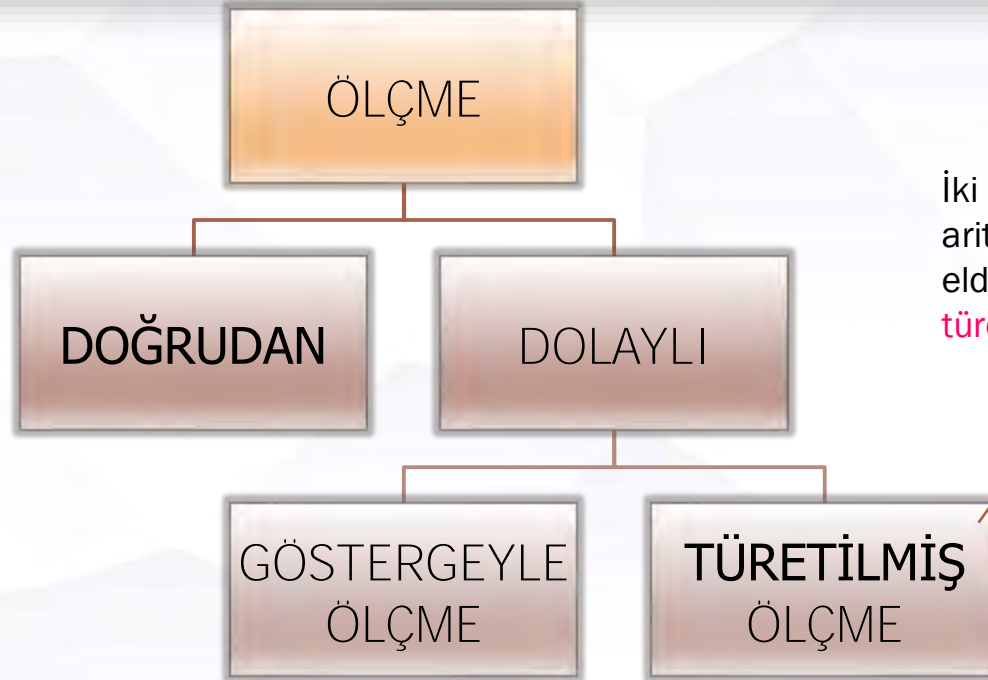 ÖLÇME
İki
DOĞRUDAN
DOLAYLI
GÖSTERGEYLE
ÖLÇME
TÜRETİLMİŞ
ÖLÇME